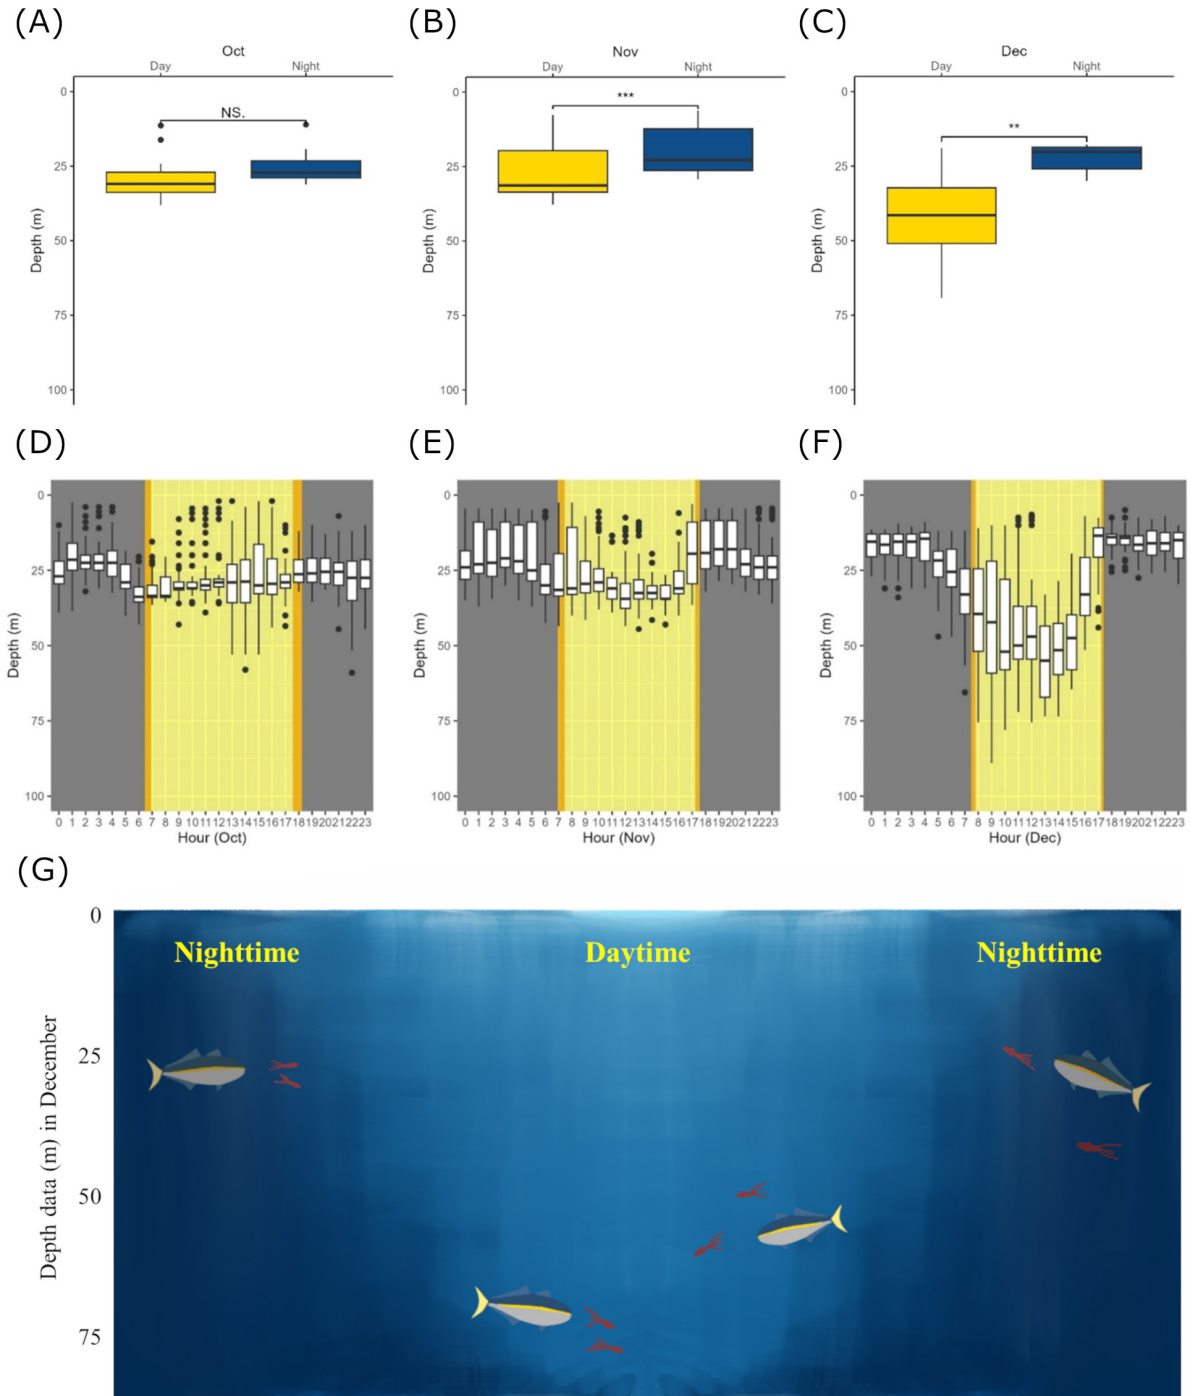 (A)
Oct
Day Night
0
NS.
25
50
75
100
Depth (m)
(B)
Nov
Day Night
0
***
25
50
75
100
Depth (m)
(C)
Dec
Day Night
0
**
25
50
75
100
Depth (m)
(D)
0
25
50
75
100
Depth (m)
0 1 2 3 4 5 6 7 8 9 10 11 12 13 14 15 16 17 18 19 20 21 22 23
Hour (Oct)
(E)
0
25
50
75
100
Depth (m)
0 1 2 3 4 5 6 7 8 9 10 11 12 13 14 15 16 17 18 19 20 21 22 23
Hour (Nov)
(F)
0
25
50
75
100
Depth (m)
0 1 2 3 4 5 6 7 8 9 10 11 12 13 14 15 16 17 18 19 20 21 22 23
Hour (Dec)
(G)
0
Nighttime Daytime Nighttime
25
50
75
Depth data (m) in December